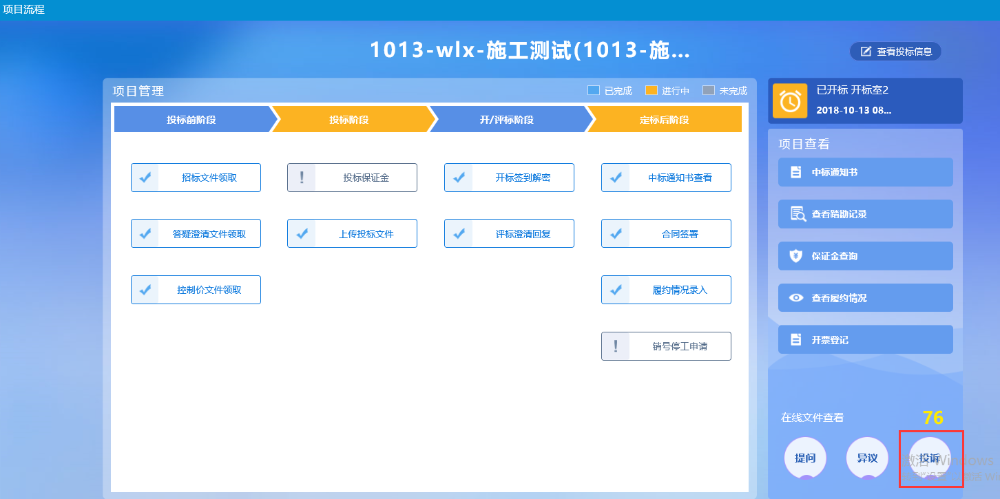 项目流程
1013-wlx-施工测试(1013-施...
查看投标信息
项目管理
已完成 进行中 未完成
投标前阶段 投标阶段 开/评标阶段 定标后阶段
招标文件领取 投标保证金 开标签到解密 中标通知书查看
答疑澄清文件领取 上传投标文件 评标澄清回复 合同签署
控制价文件领取 履约情况录入
销号停工申请
已开标 开标室2
2018-10-13 08...
项目查看
中标通知书
查看踏勘记录
保证金查询
查看履约情况
开票登记
在线文件查看 76
提问 异议 投诉
激活 Windows